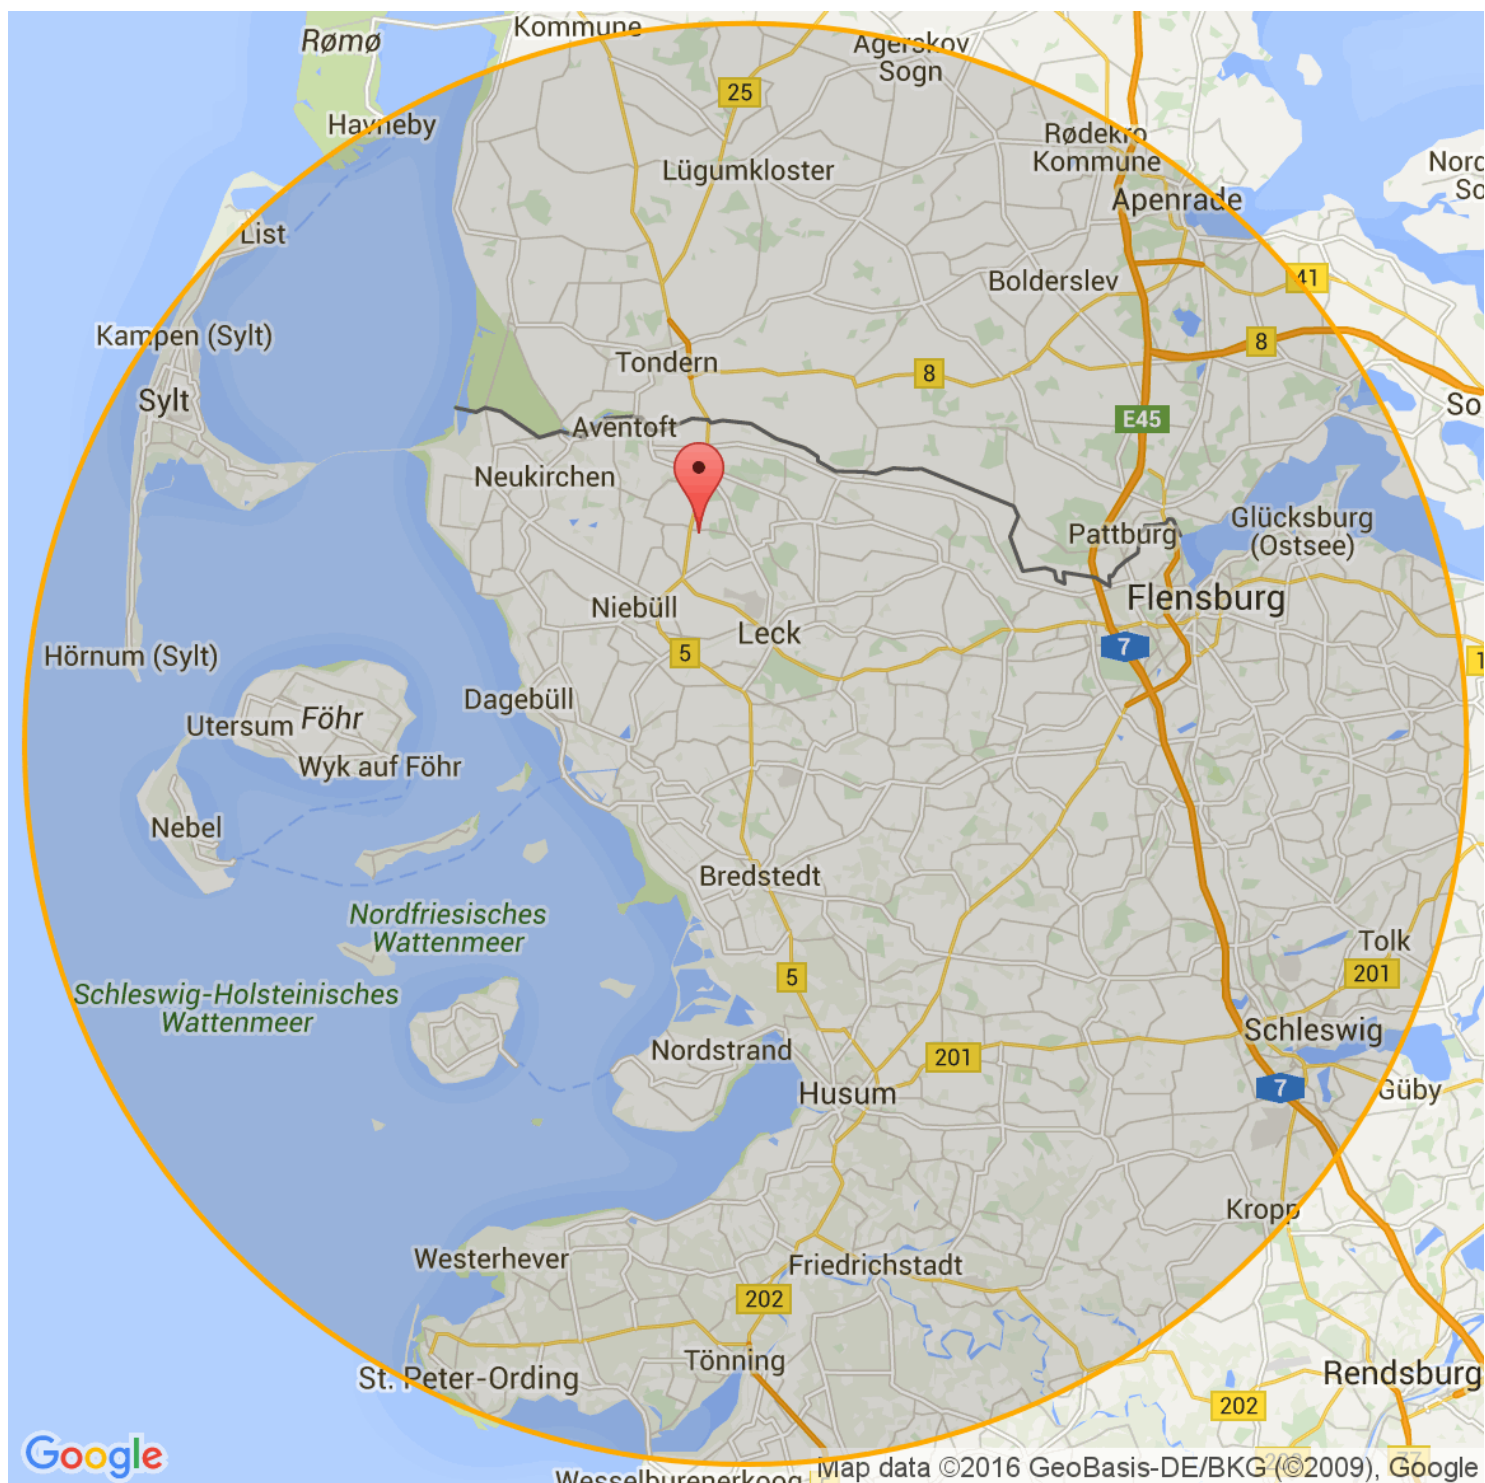 Kommune
Rømø
Agerskov
Sogn
25
Havneby
Rødekro
Kommune
Lügumkloster
Apenrade
List
Bolderslev
41
Kampen (Sylt)
8
Tondern
8
Sylt
E45
Aventoft
Neukirchen
Glücksburg
(Ostsee)
Pattburg
Flensburg
Niebüll
Leck
7
5
Hörnum (Sylt)
Dagebüll
Utersum
Föhr
Wyk auf Föhr
Nebel
Bredstedt
Nordfriesisches
Wattenmeer
Tolk
201
5
Schleswig-Holsteinisches
Wattenmeer
Schleswig
Nordstrand
201
Husum
7
Güby
Kropp
Westerhever
Friedrichstadt
202
Tönning
St. Peter-Ording
Rendsburg
202
Google
Map data ©2016 GeoBasis-DE/BKG (©2009), Google
Wesselburenerkoog